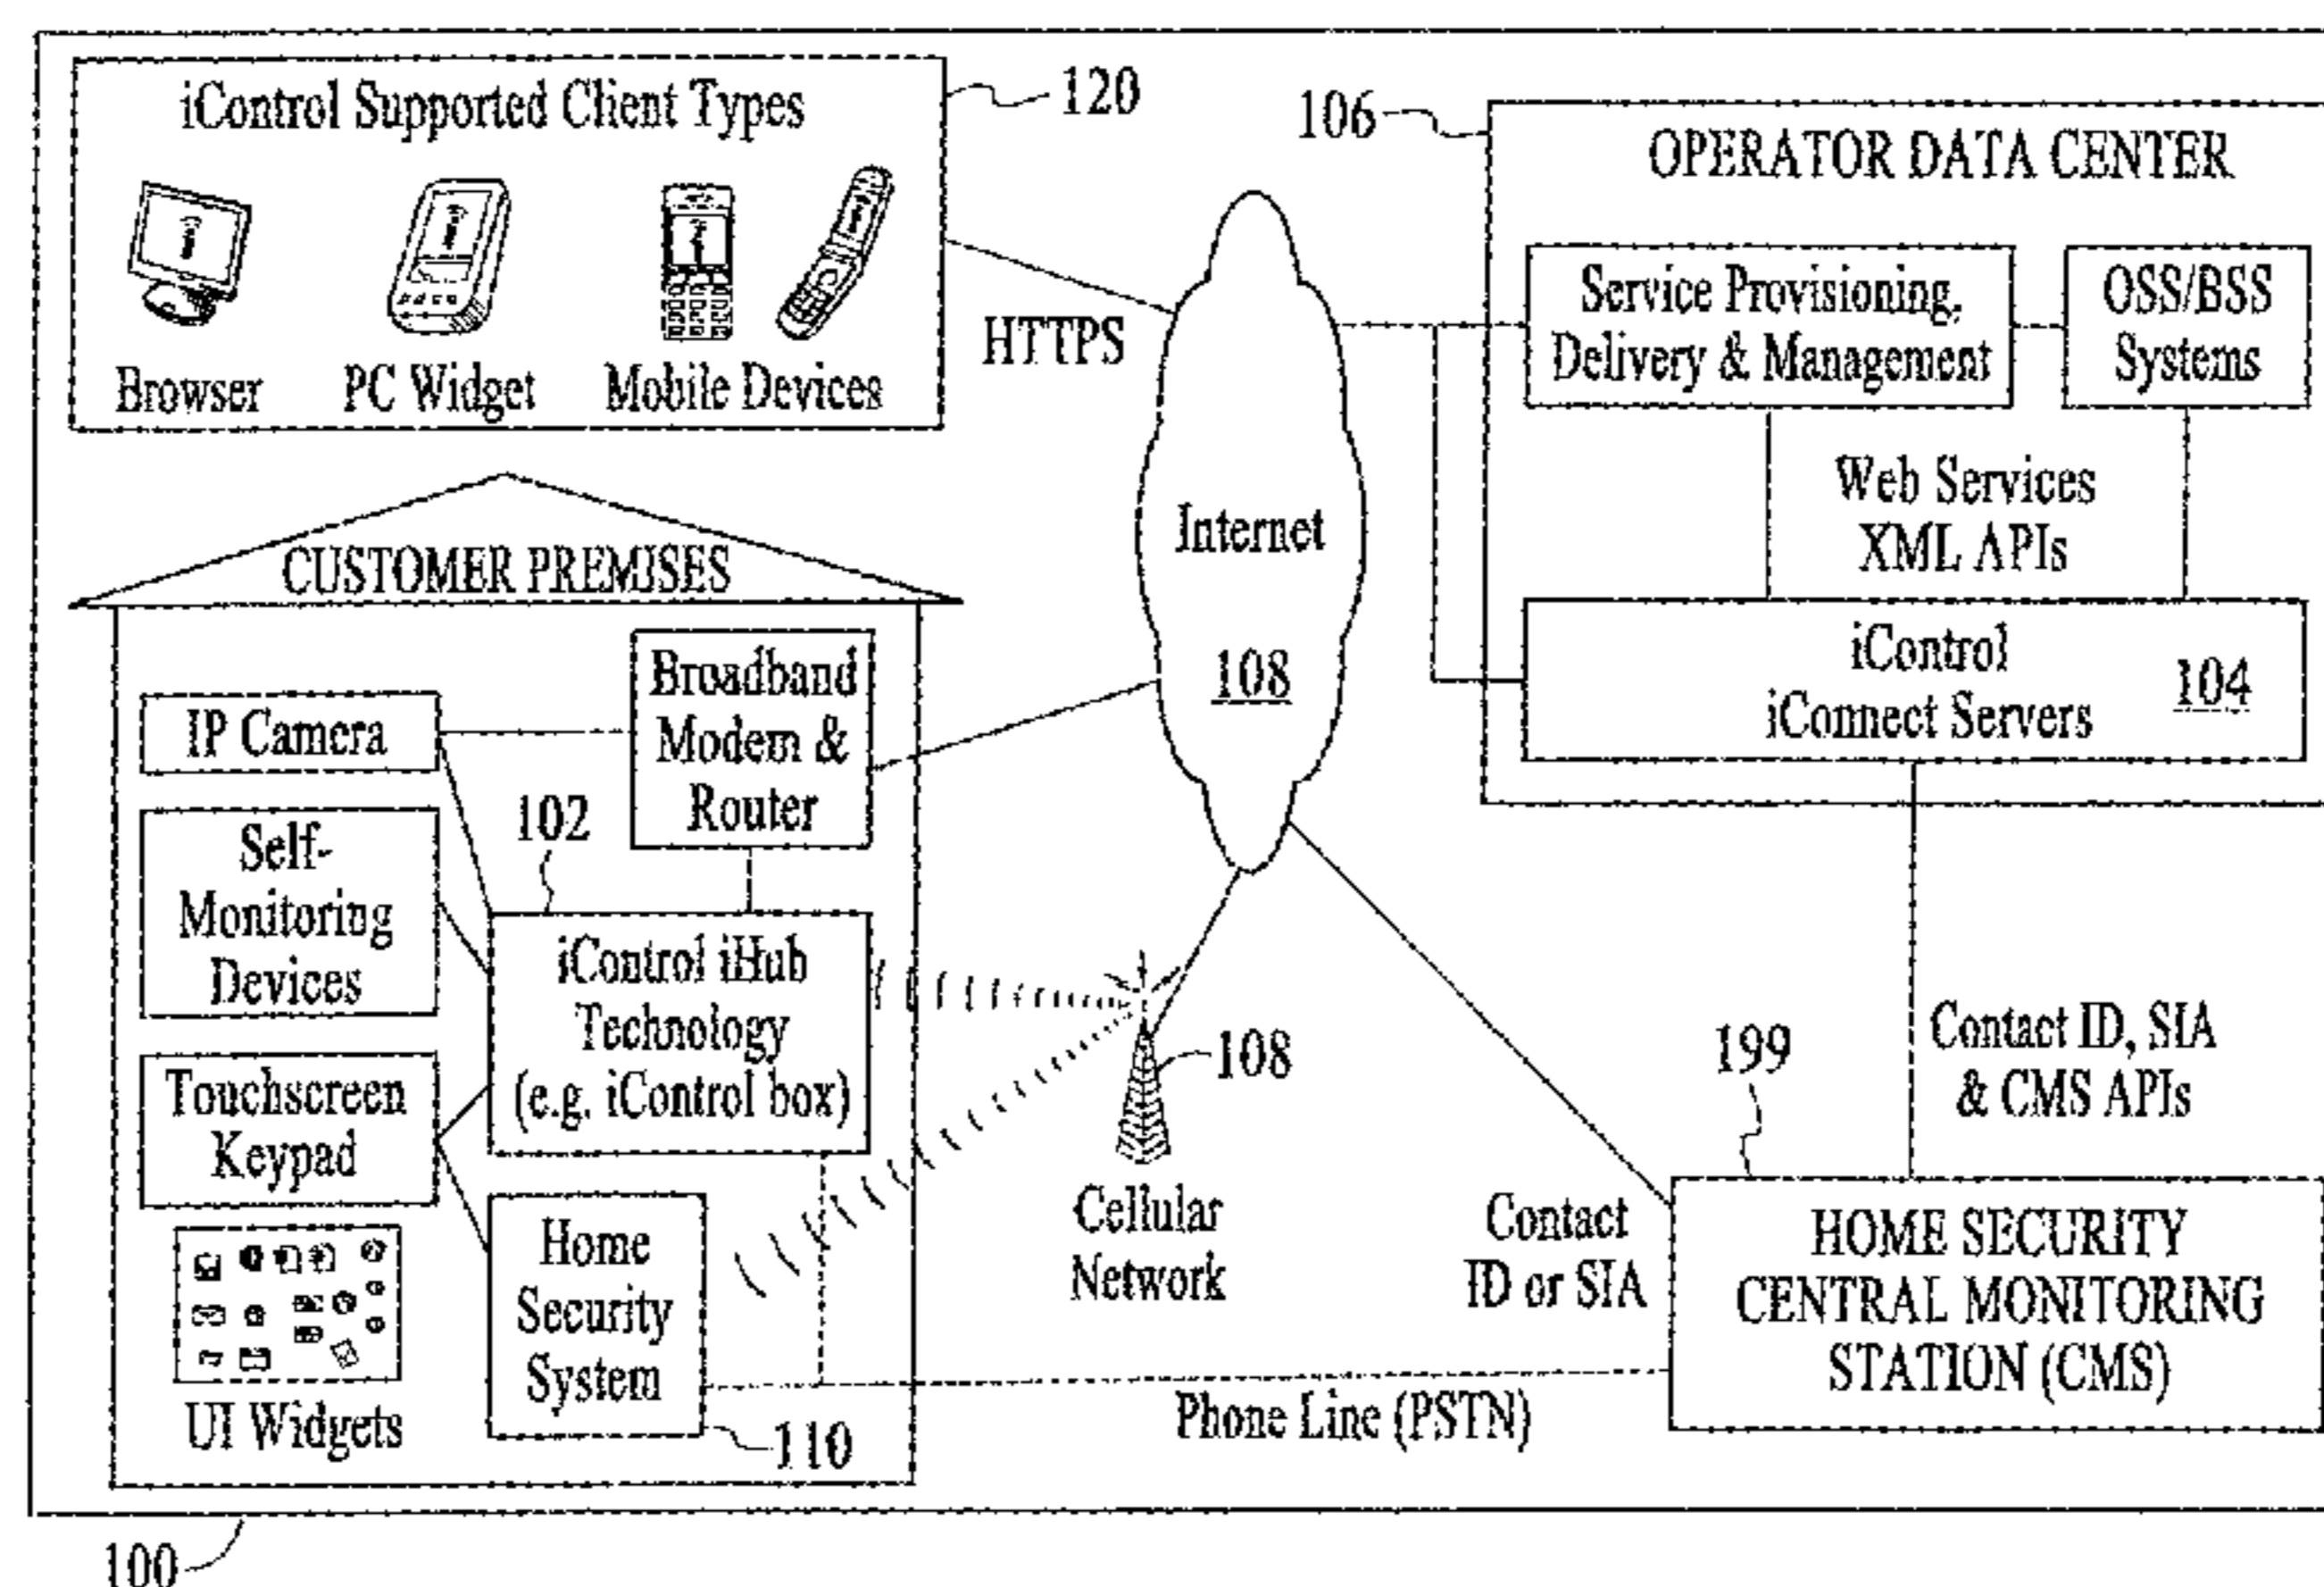 iControl Supported Client Types
120
Browser
PC Widget
Mobile Devices
HTTPS
106
OPERATOR DATA CENTER
Service Provisioning,
Delivery & Management
OSS/BSS
Systems
Web Services
XML APIs
iControl
iConnect Servers
104
Internet
108
CUSTOMER PREMISES
Broadband
Modem &
Router
IP Camera
102
Self-
Monitoring
Devices
iControl iHub
Technology
(e.g. iControl box)
Touchscreen
Keypad
Home
Security
System
110
UI Widgets
108
Cellular
Network
Contact ID, SIA
& CMS APIs
199
Contact
ID or SIA
HOME SECURITY
CENTRAL MONITORING
STATION (CMS)
Phone Line (PSTN)
100